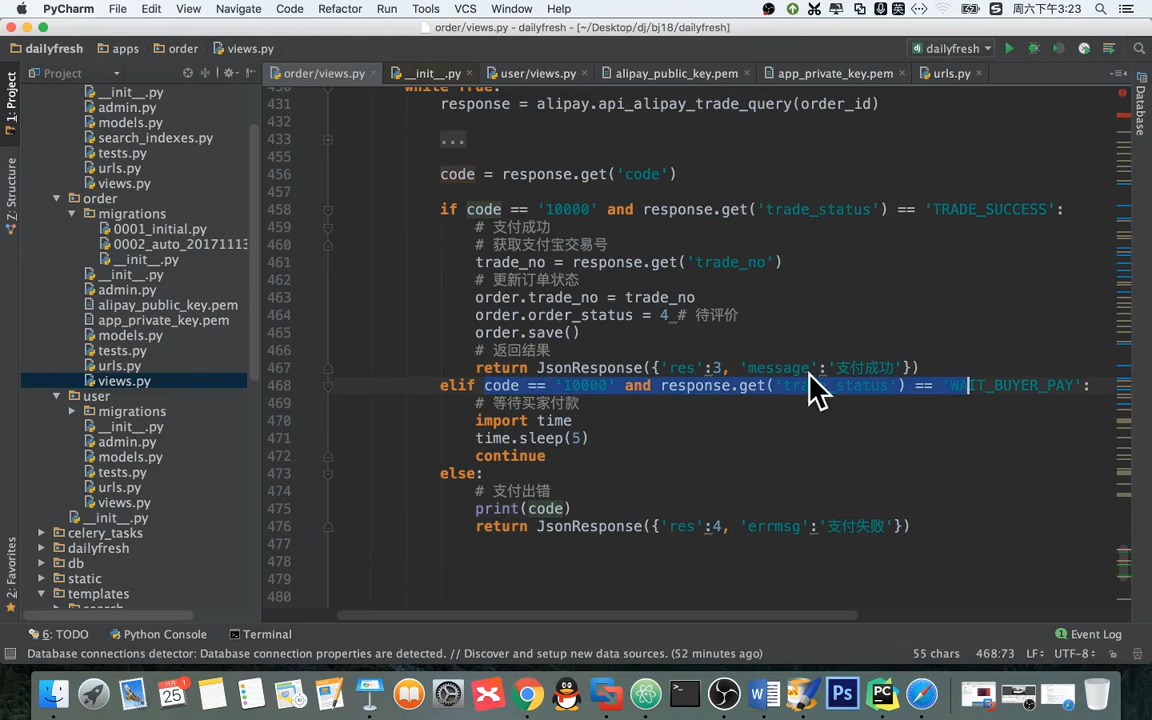 PyCharm File Edit View Navigate Code Refactor Run Tools VCS Window Help 周六下午3:23
order/views.py - dailyfresh - [~/Desktop/dj/bj18/dailyfresh]
dailyfresh apps order views.py dailyfresh
Project
order/views.py __init__.py user/views.py alipay_public_key.pem app_private_key.pem urls.py
1: Project
Z: Structure
2: Favorites
Database
__init__.py
admin.py
models.py
search_indexes.py
tests.py
urls.py
views.py
order
migrations
0001_initial.py
0002_auto_20171113
__init__.py
__init__.py
admin.py
alipay_public_key.pem
app_private_key.pem
models.py
tests.py
urls.py
views.py
user
migrations
__init__.py
admin.py
models.py
tests.py
urls.py
views.py
__init__.py
celery_tasks
dailyfresh
db
static
templates
430 while True:
431 response = alipay.api_alipay_trade_query(order_id)
432
433 ...
455
456 code = response.get('code')
457
458 if code == '10000' and response.get('trade_status') == 'TRADE_SUCCESS':
459 # 支付成功
460 # 获取支付宝交易号
461 trade_no = response.get('trade_no')
462 # 更新订单状态
463 order.trade_no = trade_no
464 order.order_status = 4 # 待评价
465 order.save()
466 # 返回结果
467 return JsonResponse({'res':3, 'message':'支付成功'})
468 elif code == '10000' and response.get('trade_status') == 'WAIT_BUYER_PAY':
469 # 等待买家付款
470 import time
471 time.sleep(5)
472 continue
473 else:
474 # 支付出错
475 print(code)
476 return JsonResponse({'res':4, 'errmsg':'支付失败'})
477
478
479
480
6: TODO Python Console Terminal 1 Event Log
Database connections detector: Database connection properties are detected. // Discover and setup new data sources. (52 minutes ago) 55 chars 468:73 LF÷ UTF-8÷